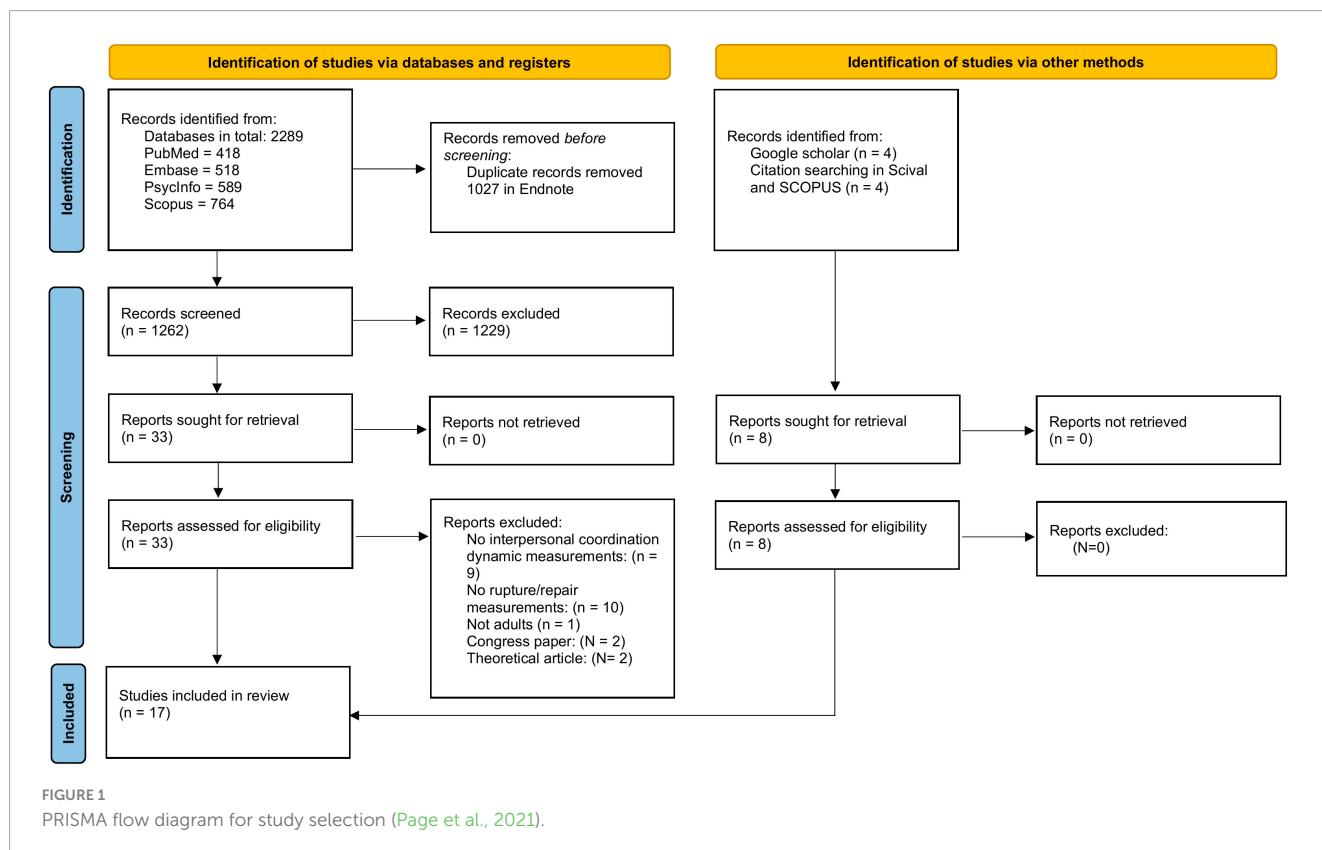 Identification of studies via databases and registers
Identification of studies via other methods
Identification
Records identified from:
Databases in total: 2289
PubMed = 418
Embase = 518
PsycInfo = 589
Scopus = 764
Records removed before
screening:
Duplicate records removed
1027 in Endnote
Records identified from:
Google scholar (n = 4)
Citation searching in Scival
and SCOPUS (n = 4)
Screening
Records screened
(n = 1262)
Records excluded
(n = 1229)
Reports sought for retrieval
(n = 33)
Reports not retrieved
(n = 0)
Reports sought for retrieval
(n = 8)
Reports not retrieved
(n = 0)
Reports assessed for eligibility
(n = 33)
Reports excluded:
No interpersonal coordination
dynamic measurements: (n =
9)
No rupture/repair
measurements: (n = 10)
Not adults (n = 1)
Congress paper: (N = 2)
Theoretical article: (N= 2)
Reports assessed for eligibility
(n = 8)
Reports excluded:
(N=0)
Included
Studies included in review
(n = 17)
FIGURE 1
PRISMA flow diagram for study selection (Page et al., 2021).